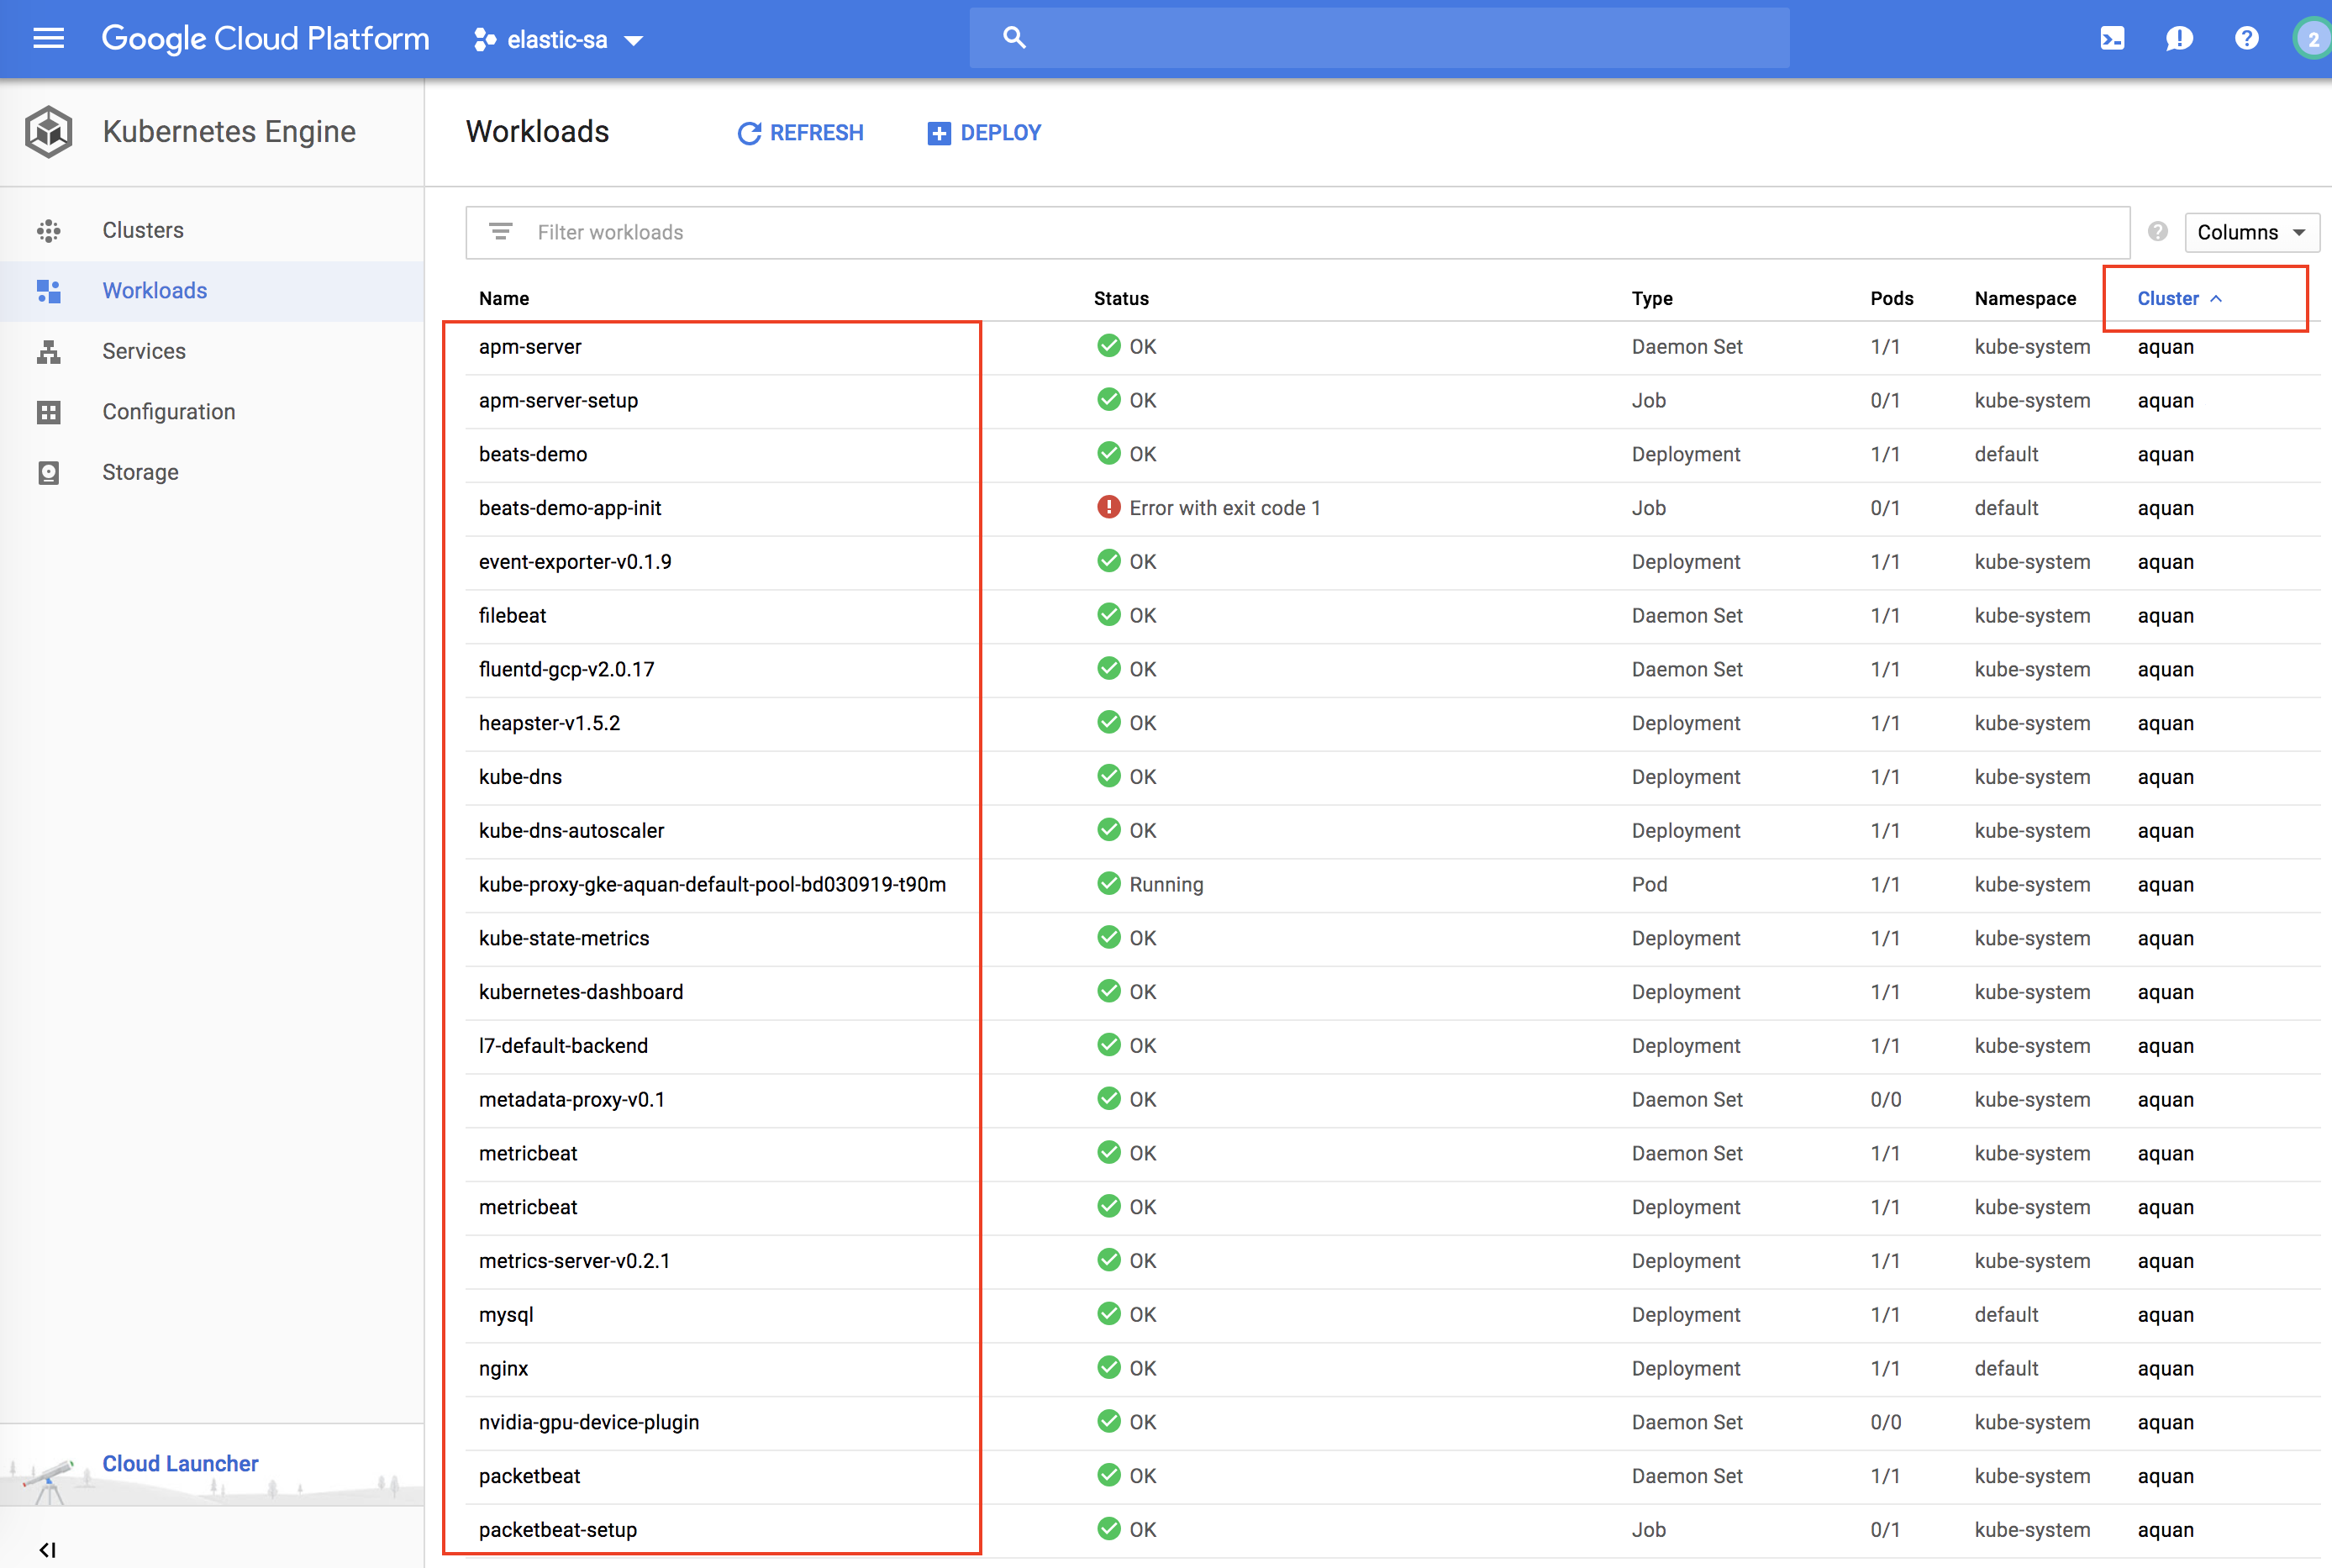 Google Cloud Platform elastic-sa 2
Kubernetes Engine
Clusters
Workloads
Services
Configuration
Storage
Cloud Launcher
Workloads REFRESH DEPLOY
Filter workloads ? Columns
Name Status Type Pods Namespace Cluster
apm-server OK Daemon Set 1/1 kube-system aquan
apm-server-setup OK Job 0/1 kube-system aquan
beats-demo OK Deployment 1/1 default aquan
beats-demo-app-init Error with exit code 1 Job 0/1 default aquan
event-exporter-v0.1.9 OK Deployment 1/1 kube-system aquan
filebeat OK Daemon Set 1/1 kube-system aquan
fluentd-gcp-v2.0.17 OK Daemon Set 1/1 kube-system aquan
heapster-v1.5.2 OK Deployment 1/1 kube-system aquan
kube-dns OK Deployment 1/1 kube-system aquan
kube-dns-autoscaler OK Deployment 1/1 kube-system aquan
kube-proxy-gke-aquan-default-pool-bd030919-t90m Running Pod 1/1 kube-system aquan
kube-state-metrics OK Deployment 1/1 kube-system aquan
kubernetes-dashboard OK Deployment 1/1 kube-system aquan
l7-default-backend OK Deployment 1/1 kube-system aquan
metadata-proxy-v0.1 OK Daemon Set 0/0 kube-system aquan
metricbeat OK Daemon Set 1/1 kube-system aquan
metricbeat OK Deployment 1/1 kube-system aquan
metrics-server-v0.2.1 OK Deployment 1/1 kube-system aquan
mysql OK Deployment 1/1 default aquan
nginx OK Deployment 1/1 default aquan
nvidia-gpu-device-plugin OK Daemon Set 0/0 kube-system aquan
packetbeat OK Daemon Set 1/1 kube-system aquan
packetbeat-setup OK Job 0/1 kube-system aquan